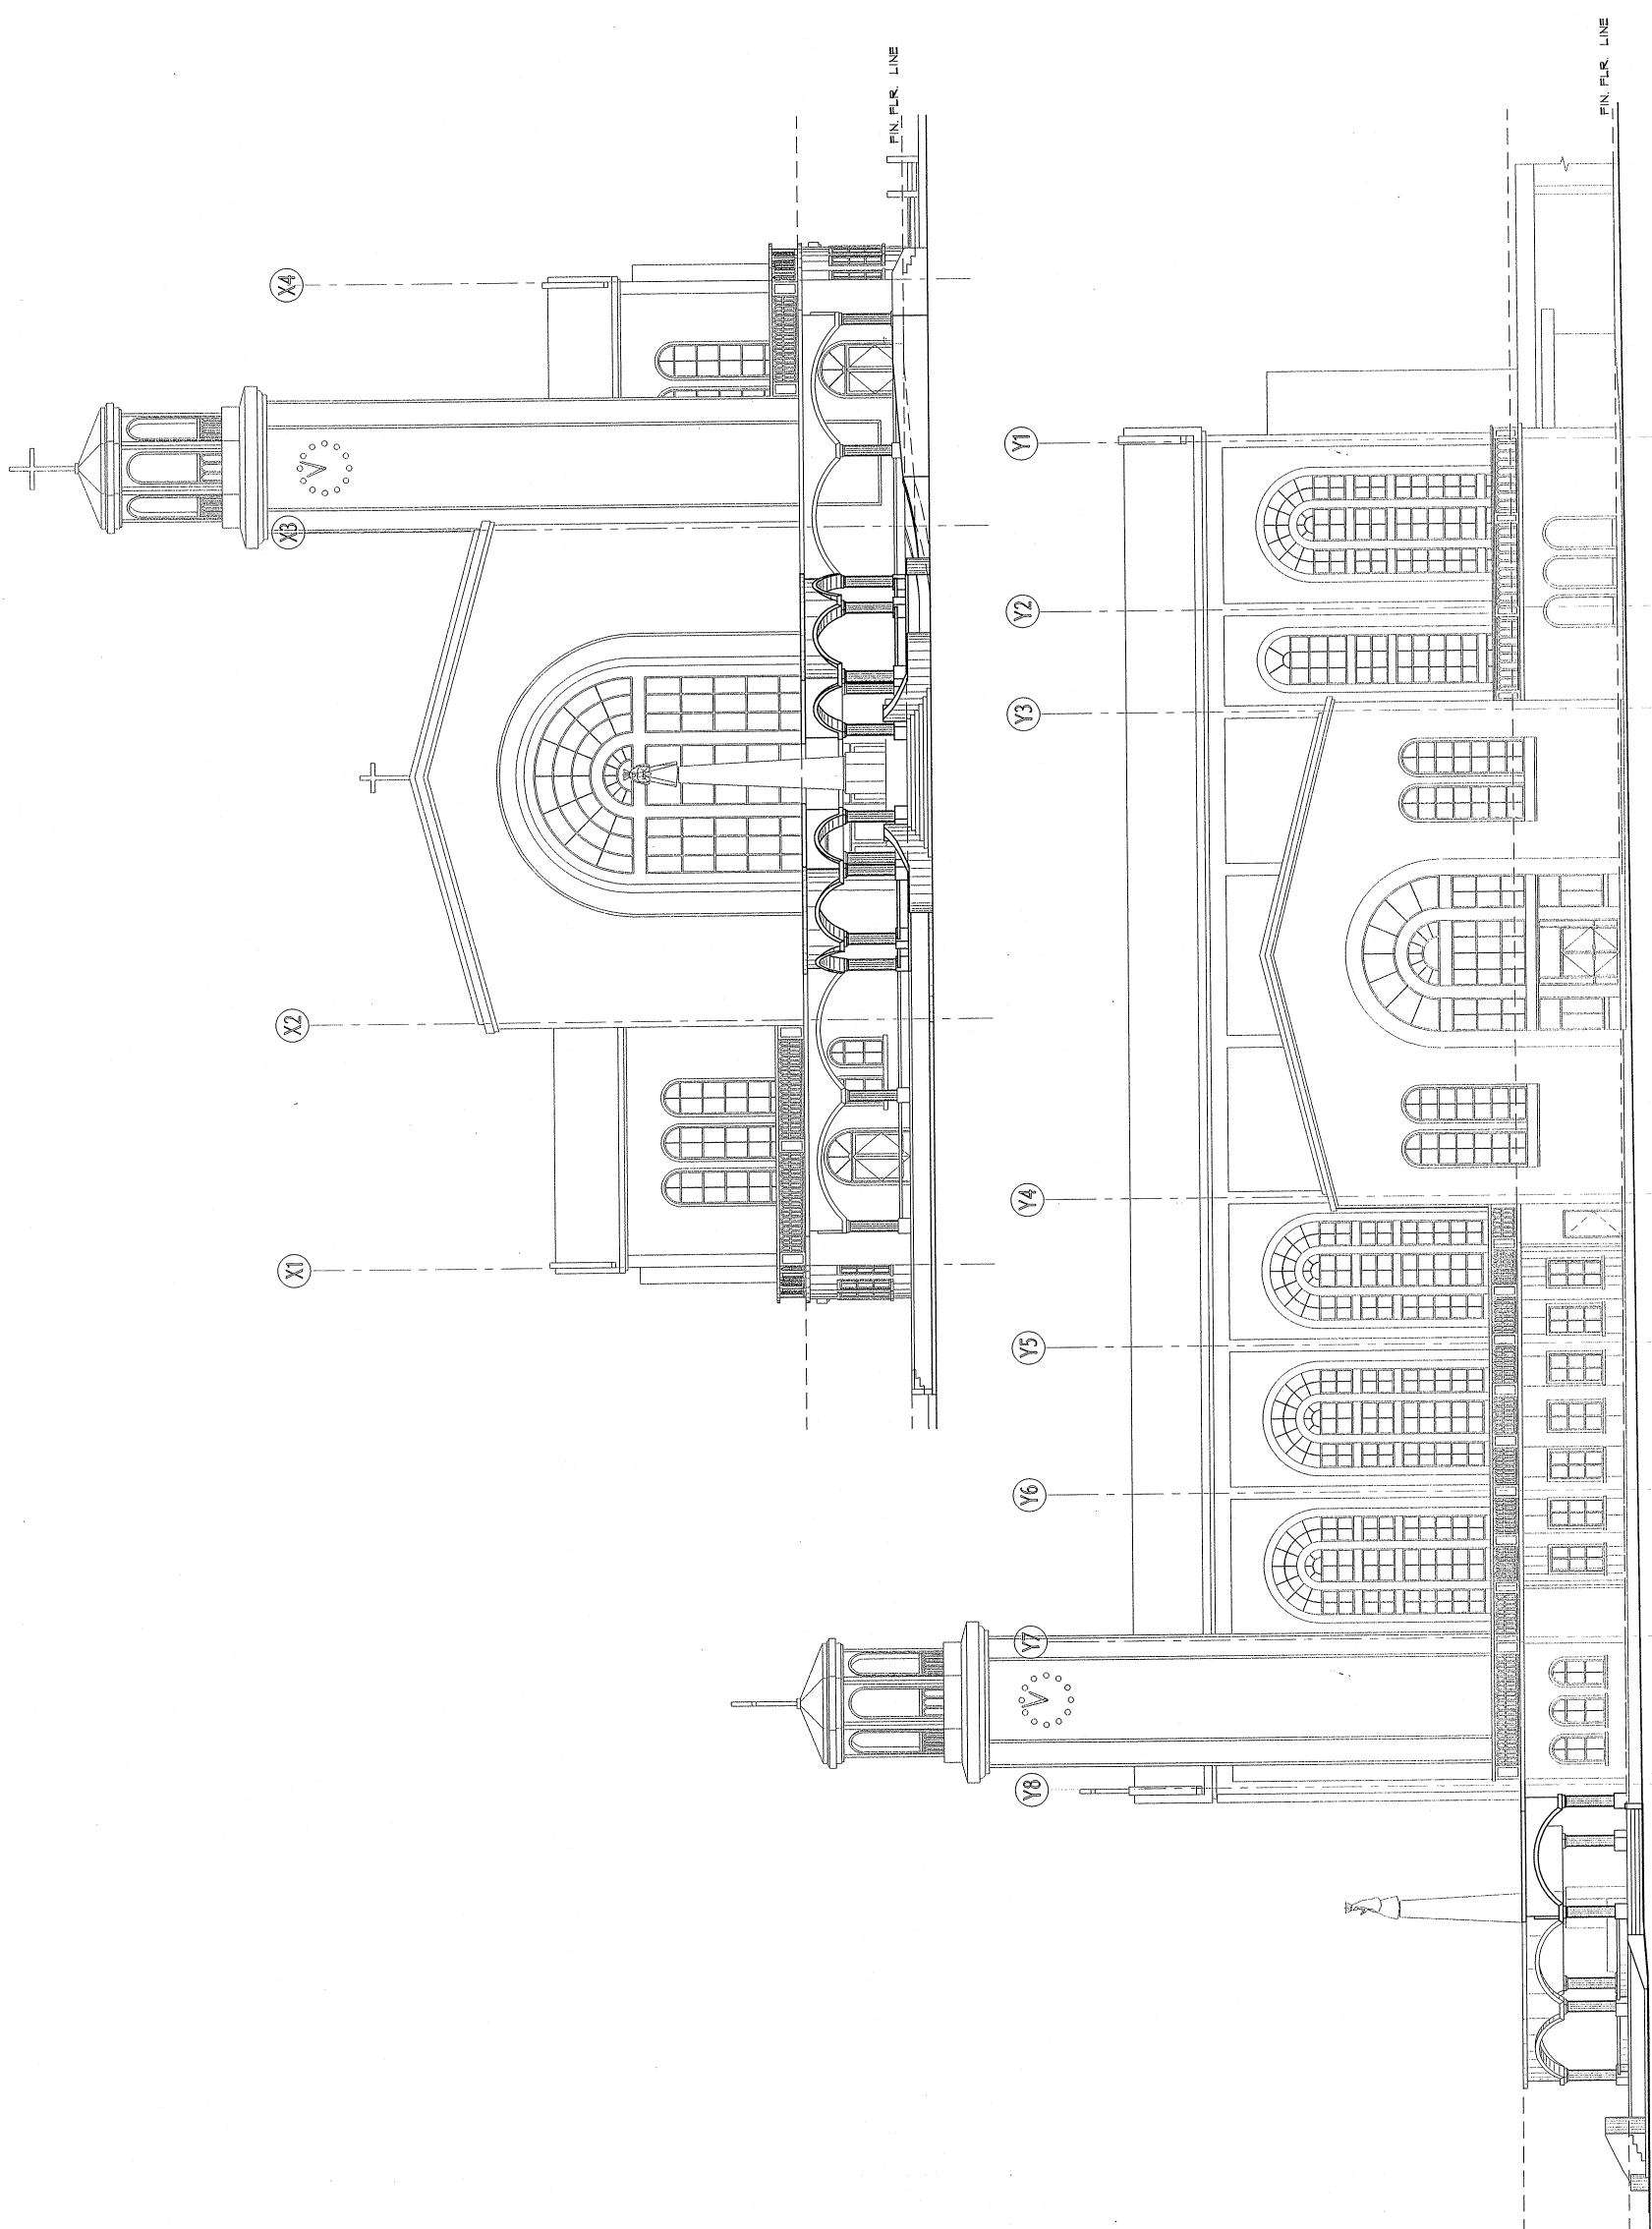 X1
X2
X3
X4
FIN. FLR. LINE
Y8
Y7
Y6
Y5
Y4
Y3
Y2
Y1
FIN. FLR. LINE